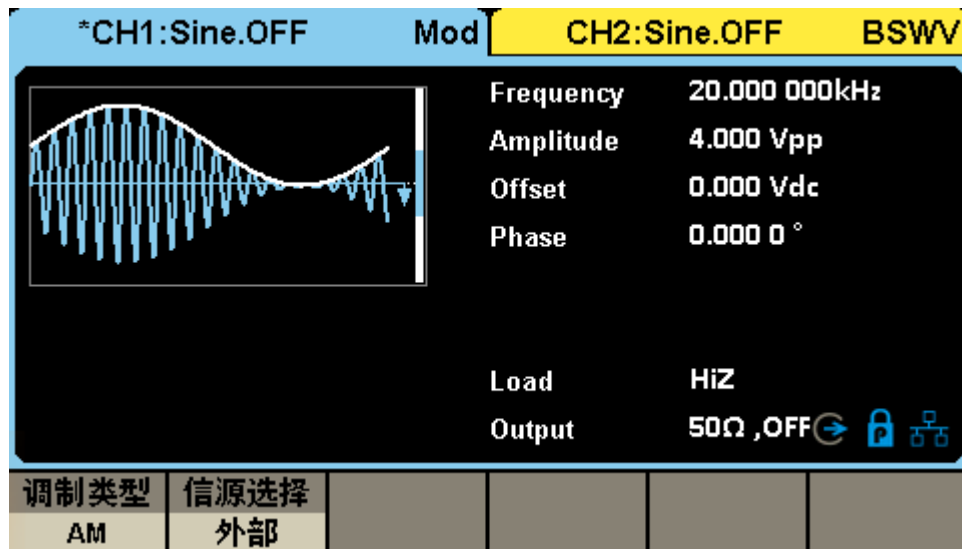 *CH1:Sine.OFF Mod CH2:Sine.OFF BSWV
Frequency 20.000 000kHz
Amplitude 4.000 Vpp
Offset 0.000 Vdc
Phase 0.000 0 °
Load HiZ
Output 50Ω ,OFF P
调制类型 信源选择
AM 外部